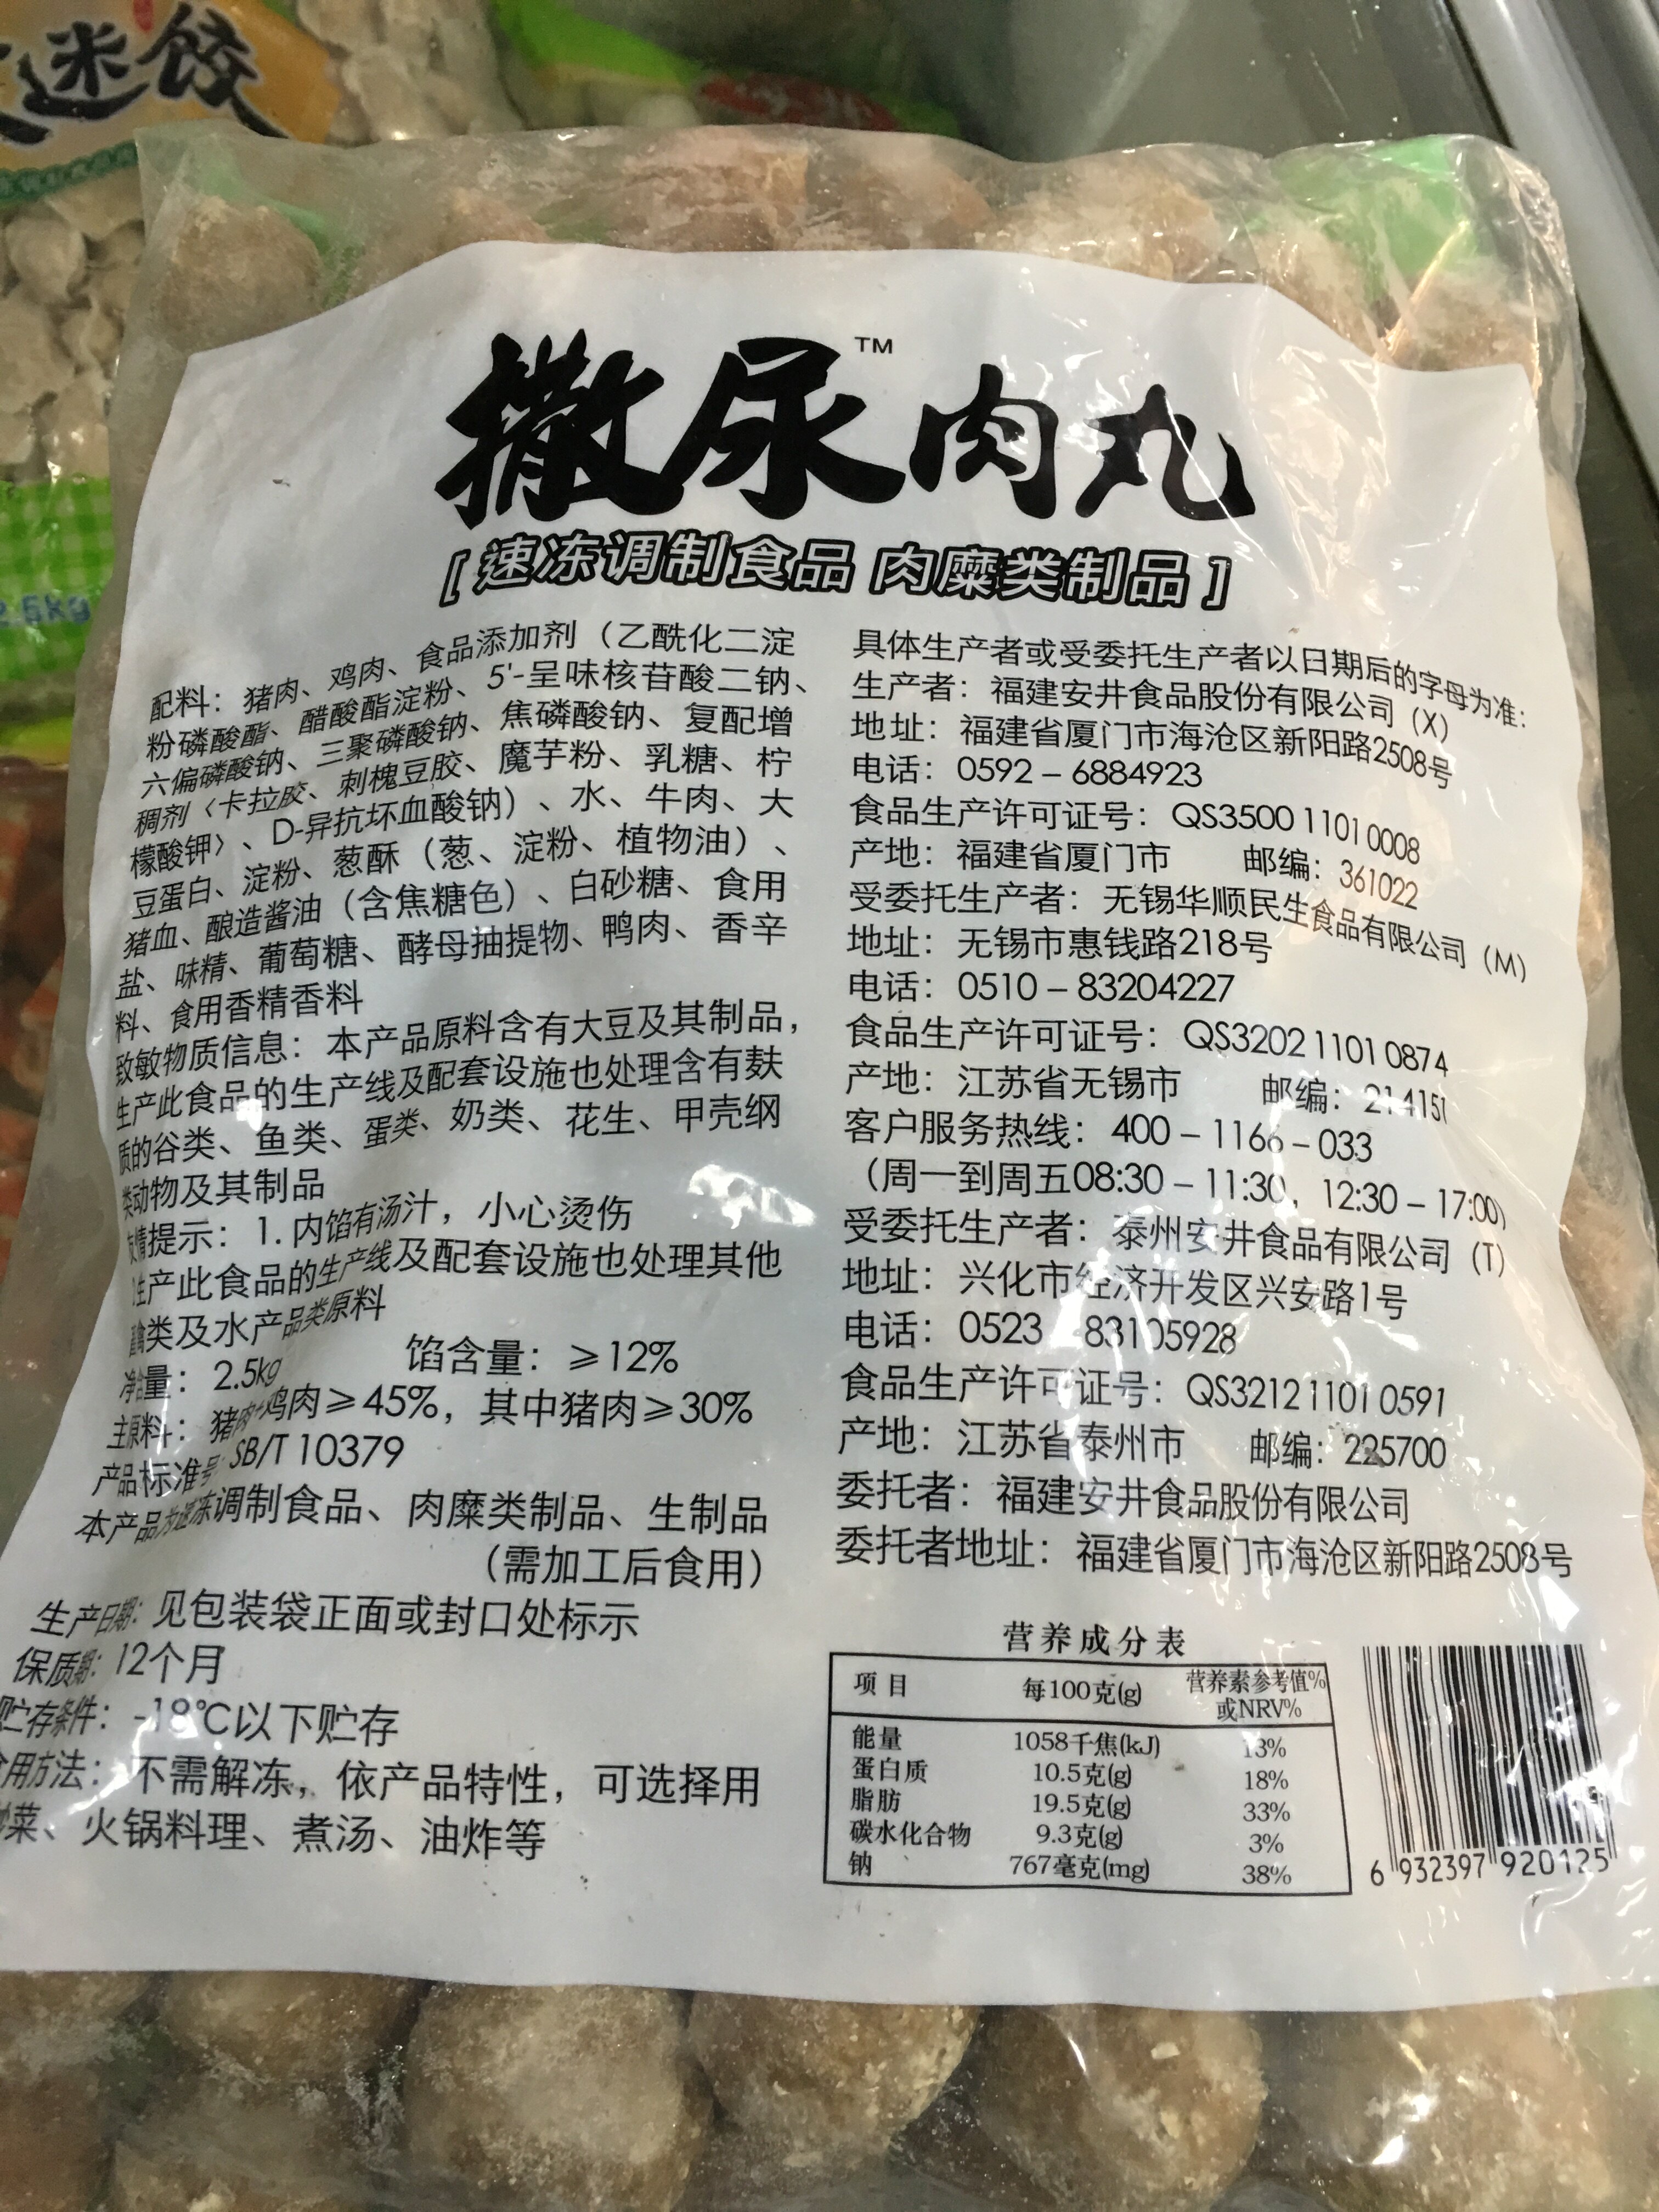 迷饺
2.5kg
撒尿™肉丸
[速冻调制食品 肉糜类制品]
配料：猪肉、鸡肉、食品添加剂（乙酰化二淀
粉磷酸酯、醋酸酯淀粉、5'-呈味核苷酸二钠、
六偏磷酸钠、三聚磷酸钠、焦磷酸钠、复配增
稠剂〈卡拉胶、刺槐豆胶、魔芋粉、乳糖、柠
檬酸钾〉、D-异抗坏血酸钠）、水、牛肉、大
豆蛋白、淀粉、葱酥（葱、淀粉、植物油）、
猪血、酿造酱油（含焦糖色）、白砂糖、食用
盐、味精、葡萄糖、酵母抽提物、鸭肉、香辛
料、食用香精香料
致敏物质信息：本产品原料含有大豆及其制品，
生产此食品的生产线及配套设施也处理含有麸
质的谷类、鱼类、蛋类、奶类、花生、甲壳纲
类动物及其制品
友情提示：1. 内馅有汤汁，小心烫伤
生产此食品的生产线及配套设施也处理其他
禽类及水产品类原料
净含量：2.5kg 馅含量：≥12%
主原料：猪肉+鸡肉≥45%，其中猪肉≥30%
产品标准号 SB/T 10379
本产品为速冻调制食品、肉糜类制品、生制品
（需加工后食用）
生产日期：见包装袋正面或封口处标示
保质期：12个月
贮存条件：-18℃以下贮存
食用方法：不需解冻，依产品特性，可选择用
炒菜、火锅料理、煮汤、油炸等
具体生产者或受委托生产者以日期后的字母为准：
生产者：福建安井食品股份有限公司（X）
地址：福建省厦门市海沧区新阳路2508号
电话：0592 – 6884923
食品生产许可证号：QS3500 1101 0008
产地：福建省厦门市 邮编：361022
受委托生产者：无锡华顺民生食品有限公司（M）
地址：无锡市惠钱路218号
电话：0510 – 83204227
食品生产许可证号：QS3202 1101 0874
产地：江苏省无锡市 邮编：214151
客户服务热线：400 – 1166 – 033
（周一到周五08:30 – 11:30，12:30 – 17:00）
受委托生产者：泰州安井食品有限公司（T）
地址：兴化市经济开发区兴安路1号
电话：0523 – 83105928
食品生产许可证号：QS3212 1101 0591
产地：江苏省泰州市 邮编：225700
委托者：福建安井食品股份有限公司
委托者地址：福建省厦门市海沧区新阳路2508号
营养成分表
项目 每100克(g) 营养素参考值%或NRV%
能量 1058千焦(kJ) 13%
蛋白质 10.5克(g) 18%
脂肪 19.5克(g) 33%
碳水化合物 9.3克(g) 3%
钠 767毫克(mg) 38%
6 932397 920125